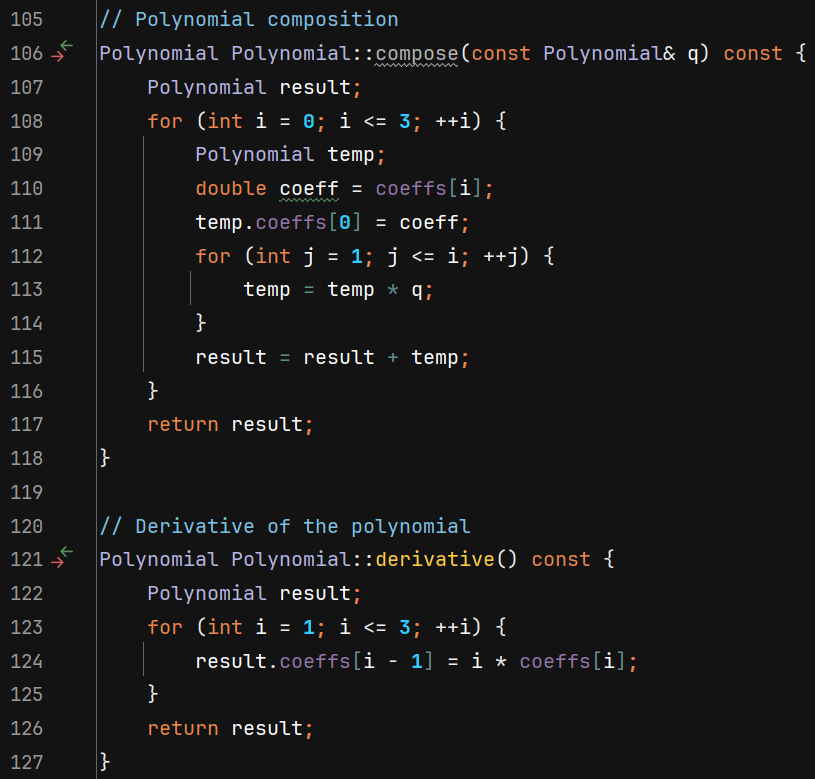 105 // Polynomial composition
106 Polynomial Polynomial::compose(const Polynomial& q) const {
107     Polynomial result;
108     for (int i = 0; i <= 3; ++i) {
109         Polynomial temp;
110         double coeff = coeffs[i];
111         temp.coeffs[0] = coeff;
112         for (int j = 1; j <= i; ++j) {
113             temp = temp * q;
114         }
115         result = result + temp;
116     }
117     return result;
118 }
119
120 // Derivative of the polynomial
121 Polynomial Polynomial::derivative() const {
122     Polynomial result;
123     for (int i = 1; i <= 3; ++i) {
124         result.coeffs[i - 1] = i * coeffs[i];
125     }
126     return result;
127 }